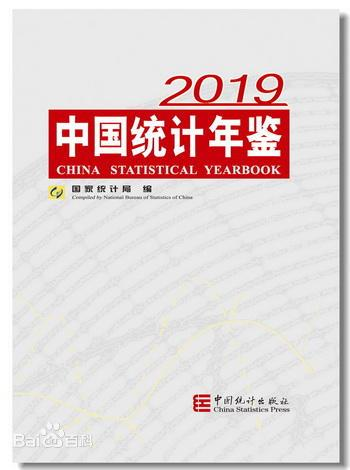 2019
中国统计年鉴
CHINA STATISTICAL YEARBOOK
国家统计局 编
Compiled by National Bureau of Statistics of China
中国统计出版社
China Statistics Press
Bai百科